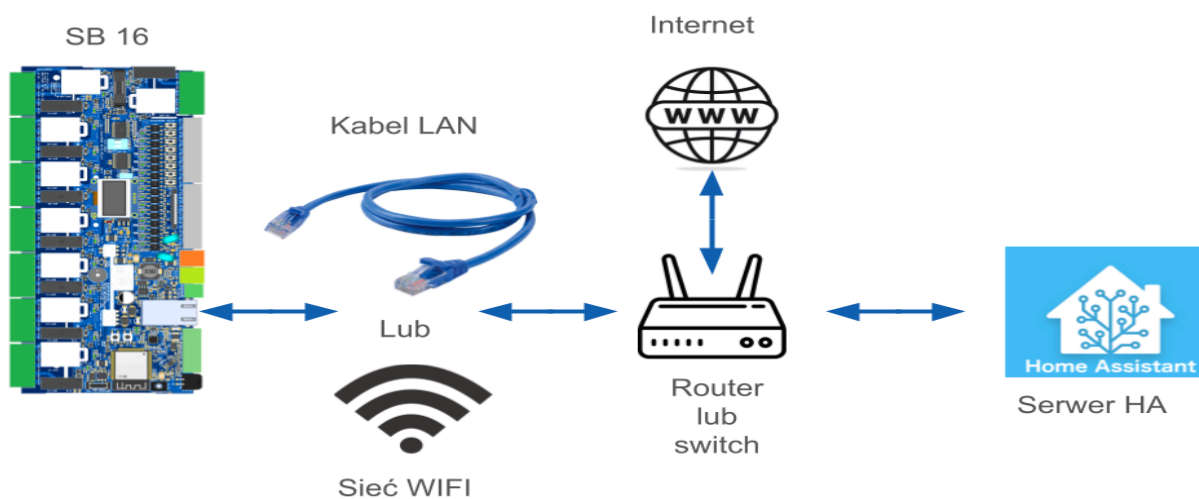 SB 16
Internet
WWW
Kabel LAN
Lub
Home Assistant
Router
lub
switch
Serwer HA
Sieć WIFI